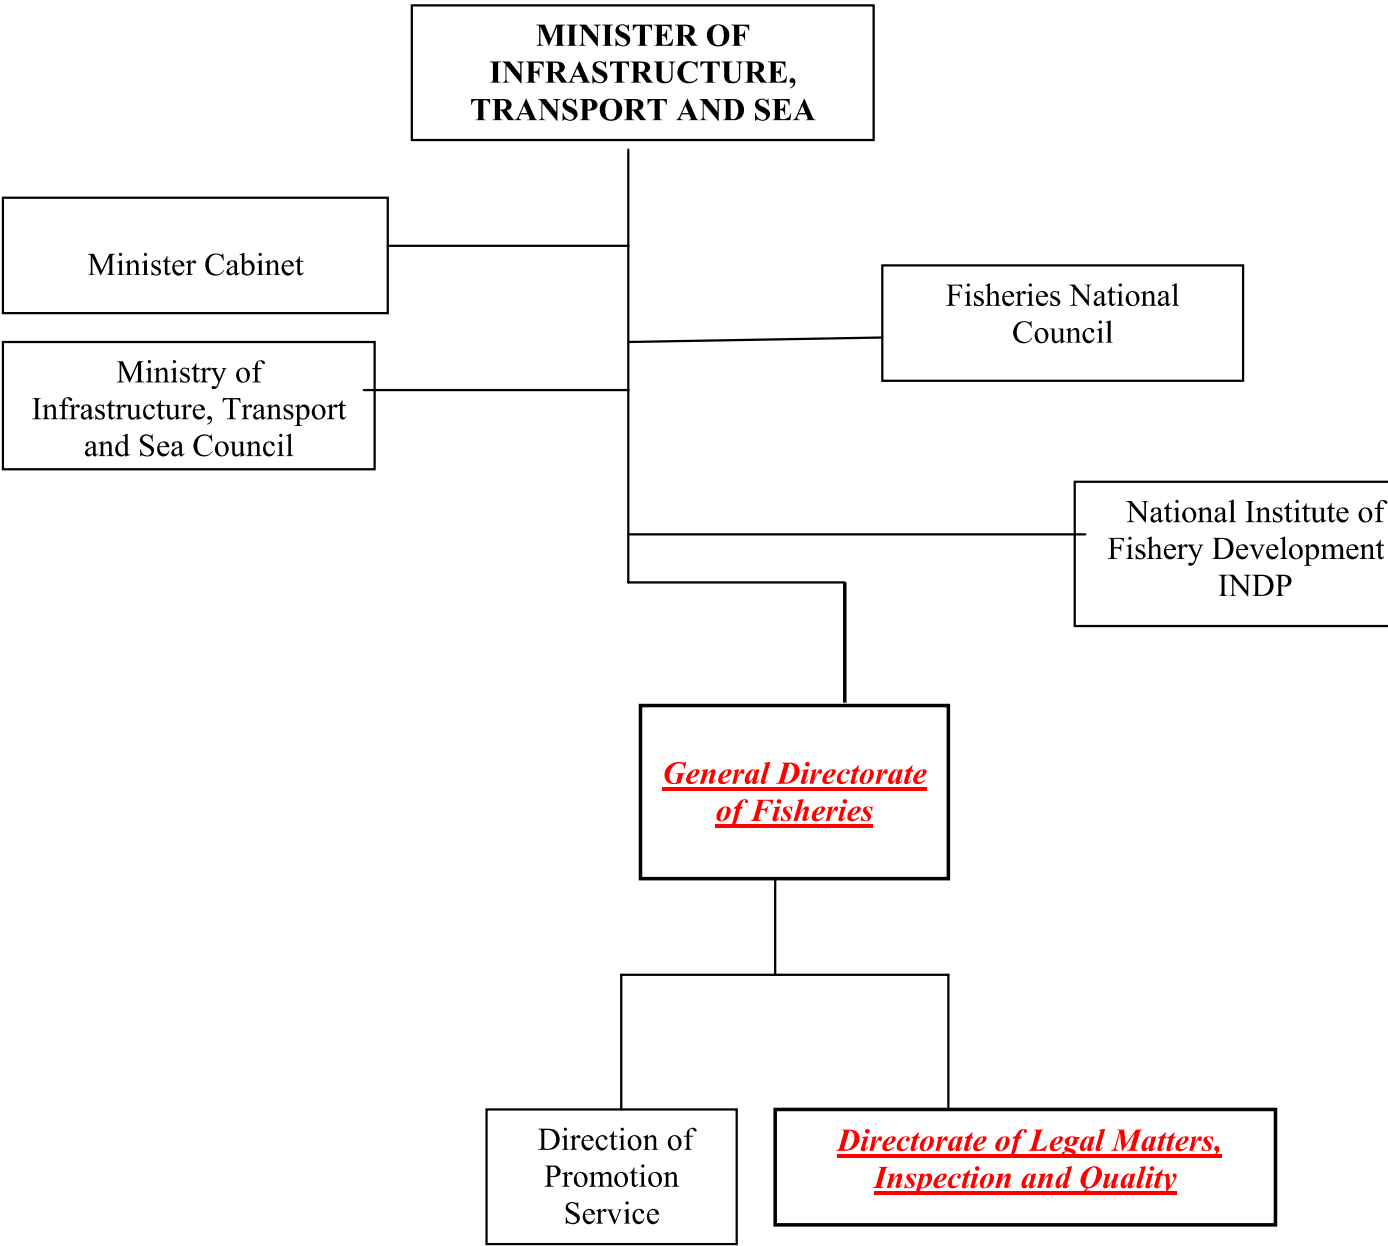 MINISTER OF
INFRASTRUCTURE,
TRANSPORT AND SEA
Minister Cabinet
Fisheries National
Council
Ministry of
Infrastructure, Transport
and Sea Council
National Institute of
Fishery Development
INDP
General Directorate
of Fisheries
Direction of
Promotion
Service
Directorate of Legal Matters,
Inspection and Quality